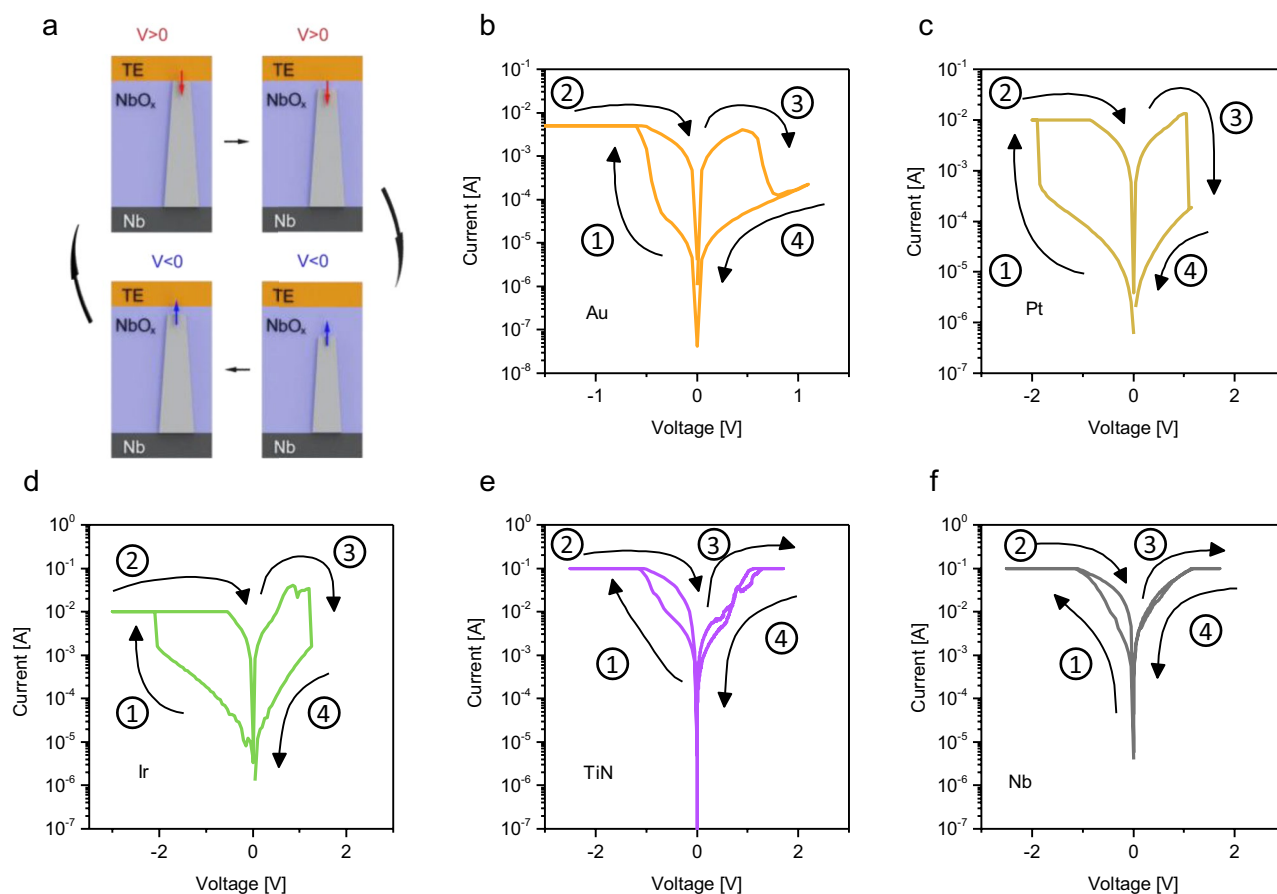 a
V>0
V>0
TE
TE
NbOₓ
NbOₓ
Nb
Nb
V<0
V<0
TE
TE
NbOₓ
NbOₓ
Nb
Nb
b
10⁻¹
10⁻²
10⁻³
10⁻⁴
10⁻⁵
10⁻⁶
10⁻⁷
10⁻⁸
Current [A]
② ③
① ④
Au
-1 0 1
Voltage [V]
c
10⁻¹
10⁻²
10⁻³
10⁻⁴
10⁻⁵
10⁻⁶
10⁻⁷
Current [A]
② ③
① ④
Pt
-2 0 2
Voltage [V]
d
10⁰
10⁻¹
10⁻²
10⁻³
10⁻⁴
10⁻⁵
10⁻⁶
10⁻⁷
Current [A]
② ③
① ④
Ir
-2 0 2
Voltage [V]
e
10⁰
10⁻¹
10⁻²
10⁻³
10⁻⁴
10⁻⁵
10⁻⁶
10⁻⁷
Current [A]
② ③
① ④
TiN
-2 0 2
Voltage [V]
f
10⁰
10⁻¹
10⁻²
10⁻³
10⁻⁴
10⁻⁵
10⁻⁶
10⁻⁷
Current [A]
② ③
① ④
Nb
-2 0 2
Voltage [V]